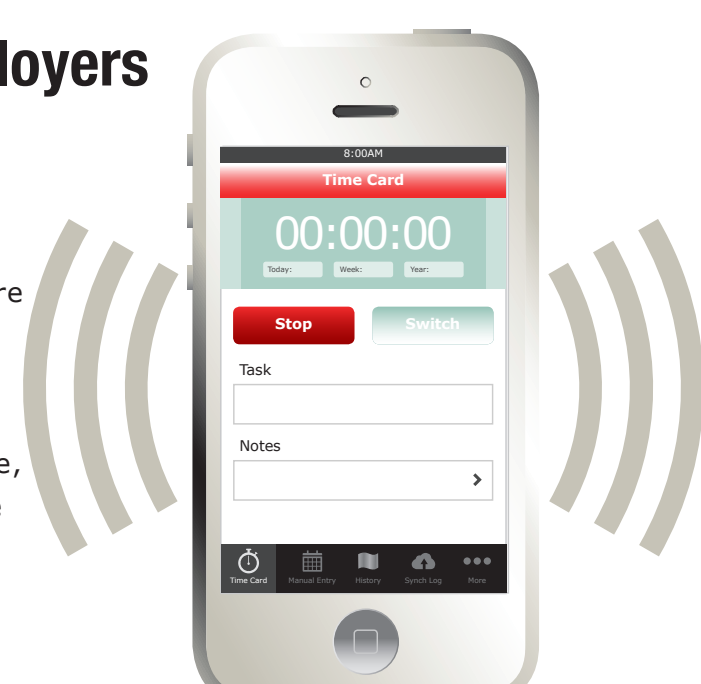 loyers
8:00AM
Time Card
00:00:00
Today: Week: Year:
re
Stop Switch
Task
Notes
e,
e
Time Card Manual Entry History Synch Log More